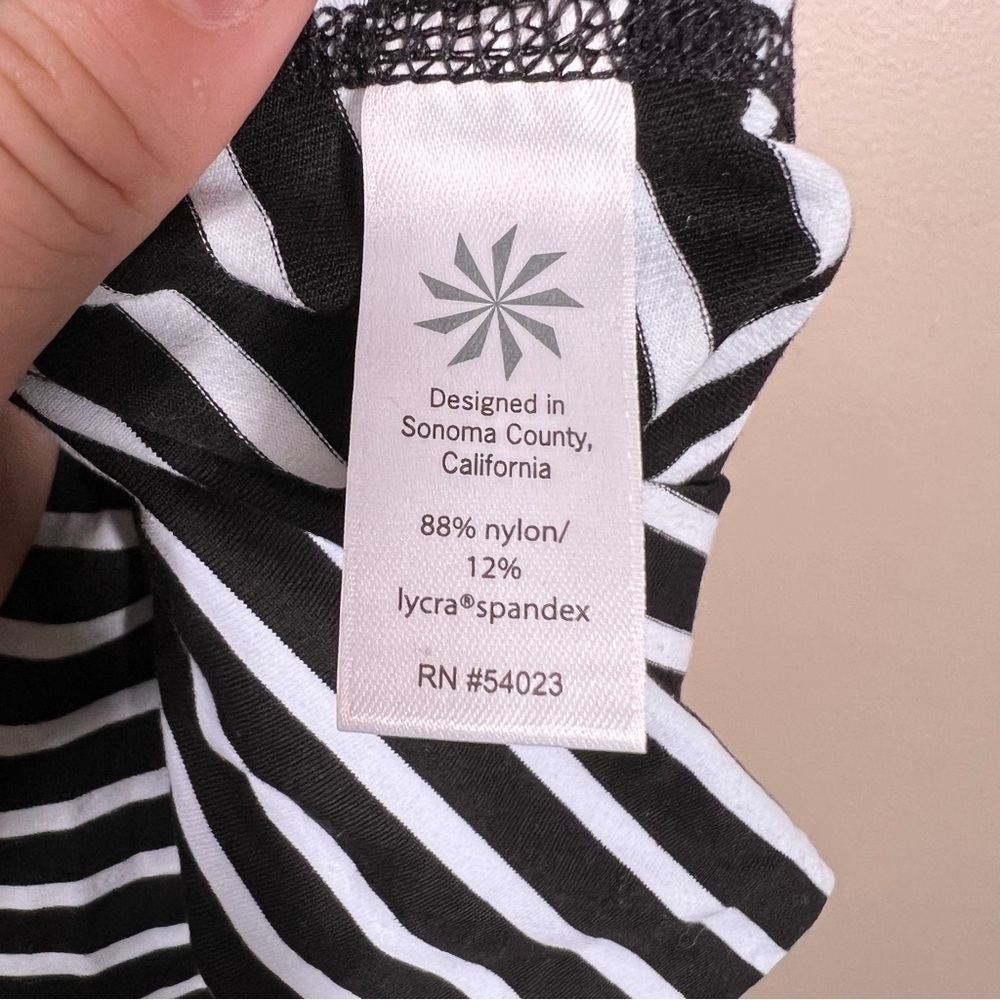 Designed in
Sonoma County,
California
88% nylon/
12%
lycra®spandex
RN #54023